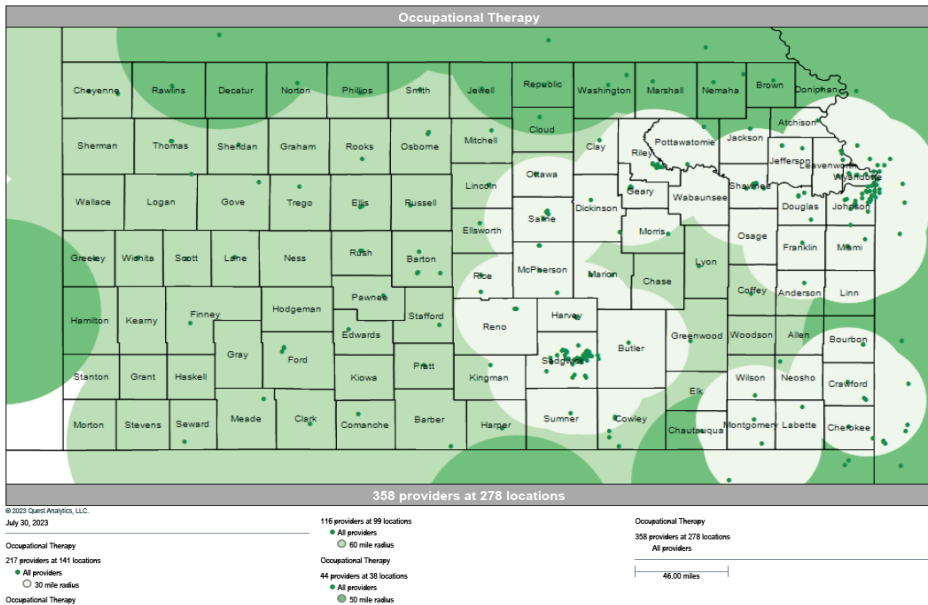 Occupational Therapy
Cheyenne Rawlins Decatur Norton Phillips Smith Jewell Republic Washington Marshall Nemaha Brown Doniphan
Atchison
Sherman Thomas Sheridan Graham Rooks Osborne Mitchell Cloud Clay Riley Pottawatomie Jackson Jefferson Leavenworth
Wyandotte
Wallace Logan Gove Trego Ellis Russell Lincoln Ottawa Dickinson Geary Wabaunsee Shawnee Douglas Johnson
Ellsworth Saline Morris Osage
Greeley Wichita Scott Lane Ness Rush Barton McPherson Marion Chase Lyon Franklin Miami
Rice
Hamilton Kearny Finney Hodgeman Pawnee Stafford Reno Harvey Coffey Anderson Linn
Gray Ford Edwards Sedgwick Butler Greenwood Woodson Allen Bourbon
Stanton Grant Haskell Kiowa Pratt Kingman Elk Wilson Neosho Crawford
Morton Stevens Seward Meade Clark Comanche Barber Harper Sumner Cowley Chautauqua Montgomery Labette Cherokee
358 providers at 278 locations
© 2023 Quest Analytics, LLC.
July 30, 2023
Occupational Therapy
217 providers at 141 locations
All providers
30 mile radius
Occupational Therapy
116 providers at 99 locations
All providers
60 mile radius
Occupational Therapy
44 providers at 38 locations
All providers
50 mile radius
Occupational Therapy
358 providers at 278 locations
All providers
46.00 miles